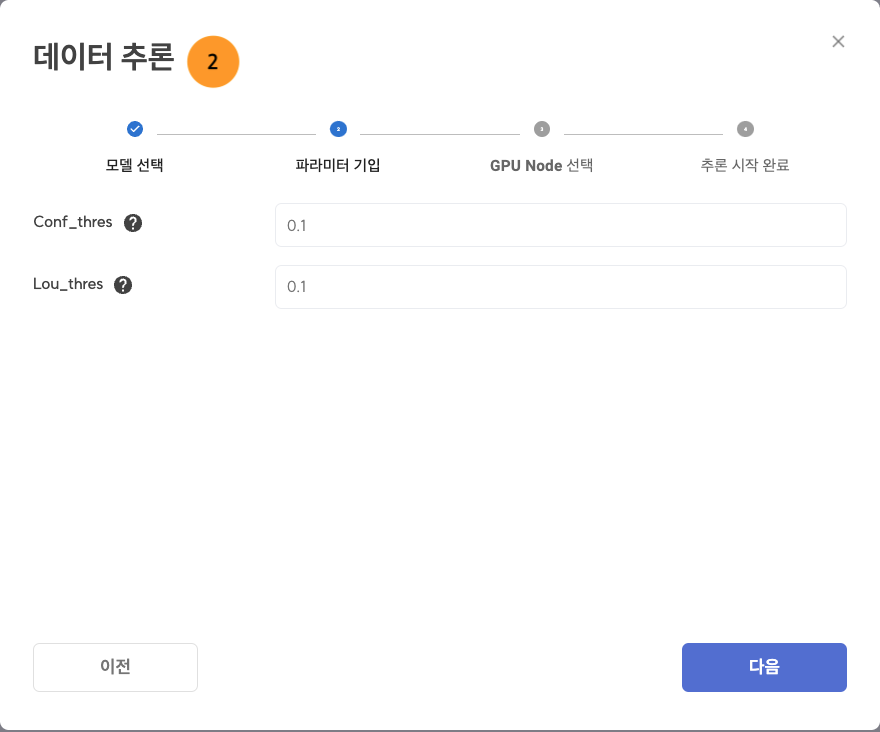 데이터 추론 2
2 3 4
모델 선택 파라미터 기입 GPU Node 선택 추론 시작 완료
Conf_thres ? 0.1
Lou_thres ? 0.1
이전 다음